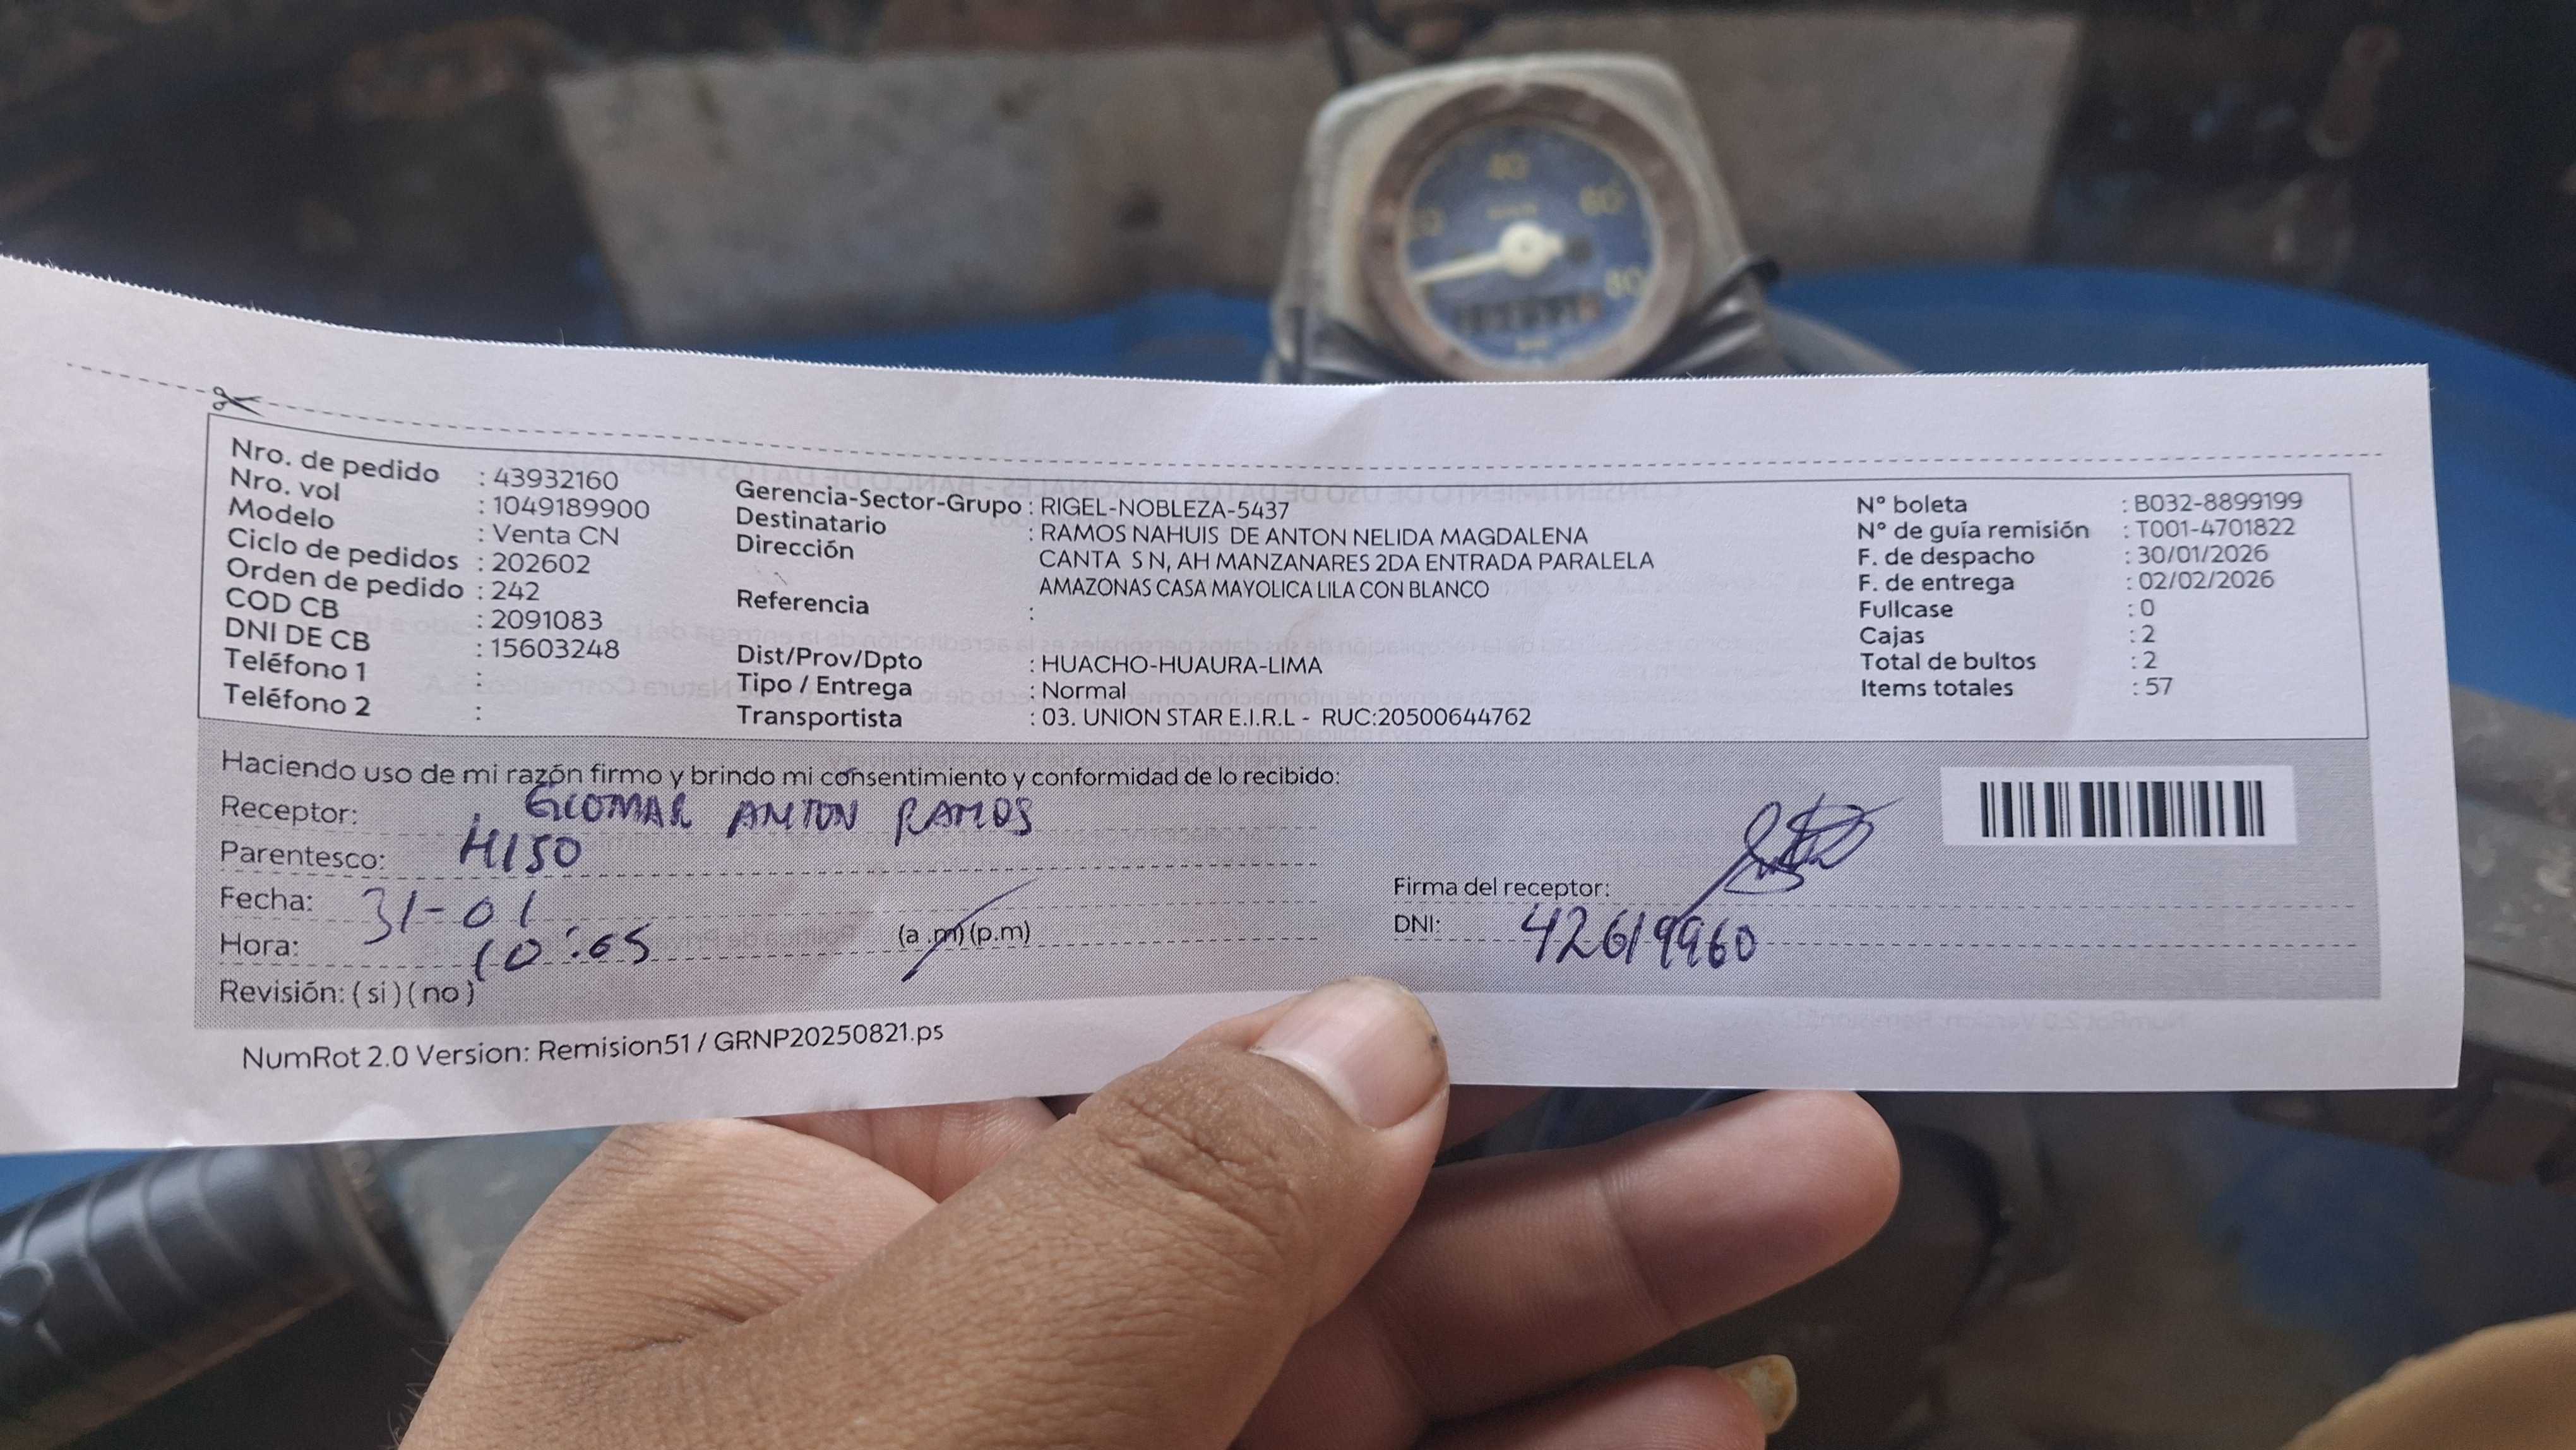 Nro. de pedido : 43932160
Nro. vol : 1049189900
Modelo : Venta CN
Ciclo de pedidos : 202602
Orden de pedido : 242
COD CB : 2091083
DNI DE CB : 15603248
Teléfono 1 :
Teléfono 2 :
Gerencia-Sector-Grupo : RIGEL-NOBLEZA-5437
Destinatario : RAMOS NAHUIS DE ANTON NELIDA MAGDALENA
Dirección CANTA S N, AH MANZANARES 2DA ENTRADA PARALELA
AMAZONAS CASA MAYOLICA LILA CON BLANCO
Referencia :
Dist/Prov/Dpto : HUACHO-HUAURA-LIMA
Tipo / Entrega : Normal
Transportista : 03. UNION STAR E.I.R.L - RUC:20500644762
N° boleta : B032-8899199
N° de guía remisión : T001-4701822
F. de despacho : 30/01/2026
F. de entrega : 02/02/2026
Fullcase : 0
Cajas : 2
Total de bultos : 2
Items totales : 57
Haciendo uso de mi razón firmo y brindo mi consentimiento y conformidad de lo recibido:
Receptor: ANTON RAMOS
Parentesco: HIJO
Fecha: 31-01
Hora: 10:05 (a .m) (p.m)
Revisión: ( si ) ( no )
Firma del receptor:
DNI: 42619960
NumRot 2.0 Version: Remision51 / GRNP20250821.ps
40
60
80